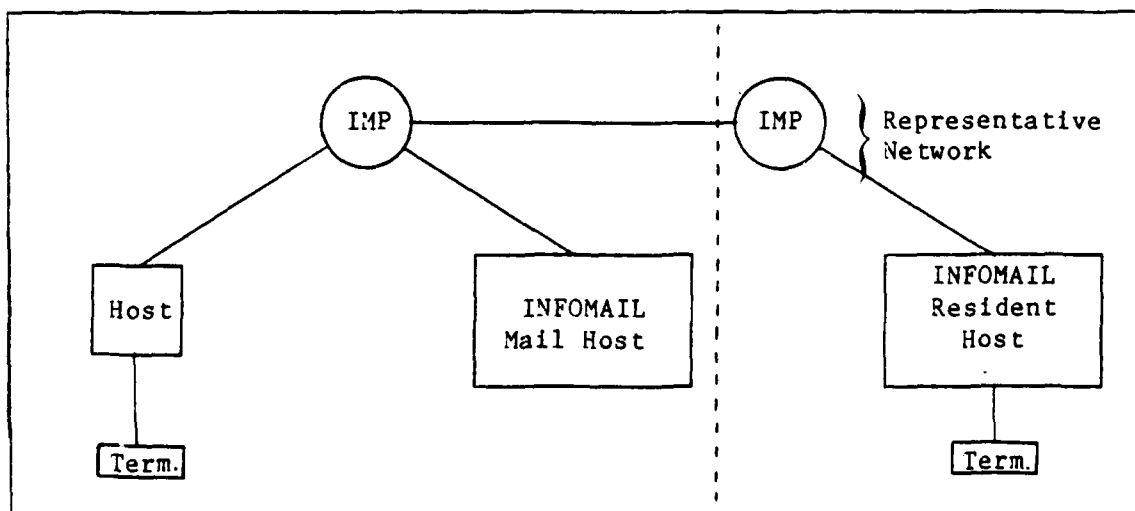 IMP
IMP
Representative
Network
Host
INFOMAIL
Mail Host
INFOMAIL
Resident
Host
Term.
Term.